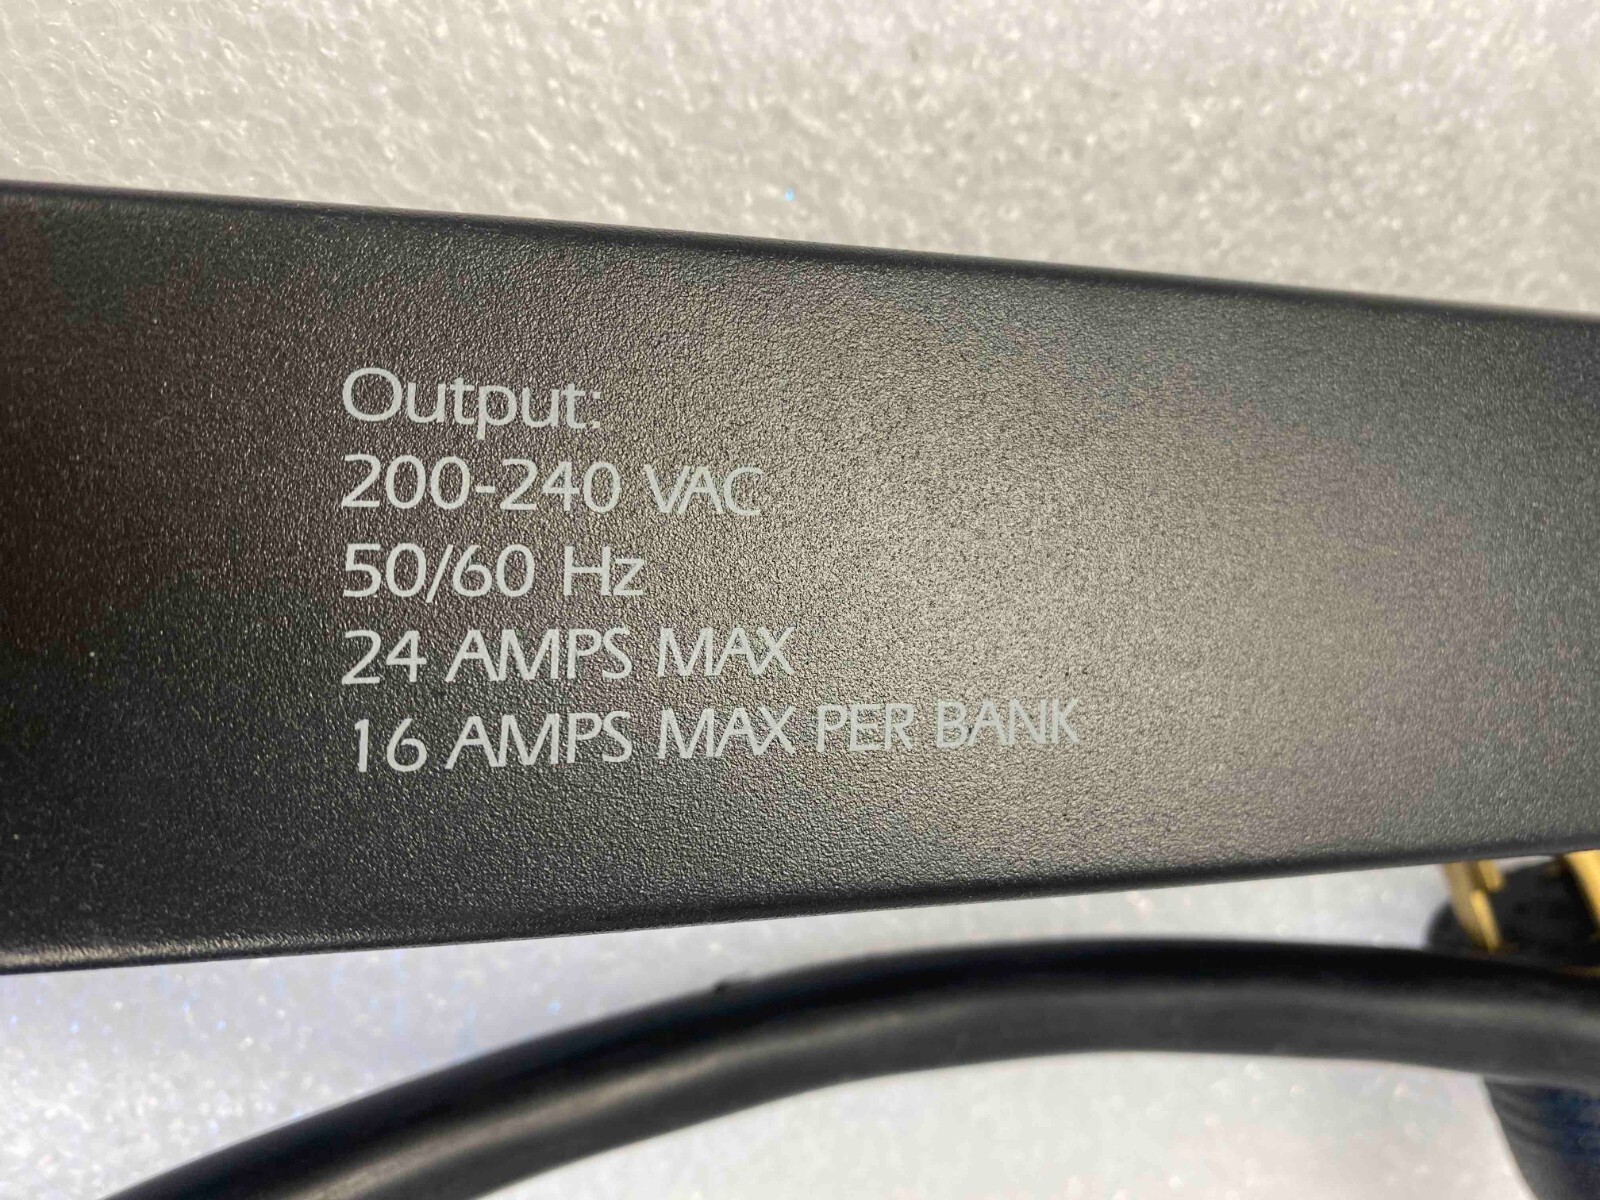 Output:
200-240 VAC
50/60 Hz
24 AMPS MAX
16 AMPS MAX PER BANK